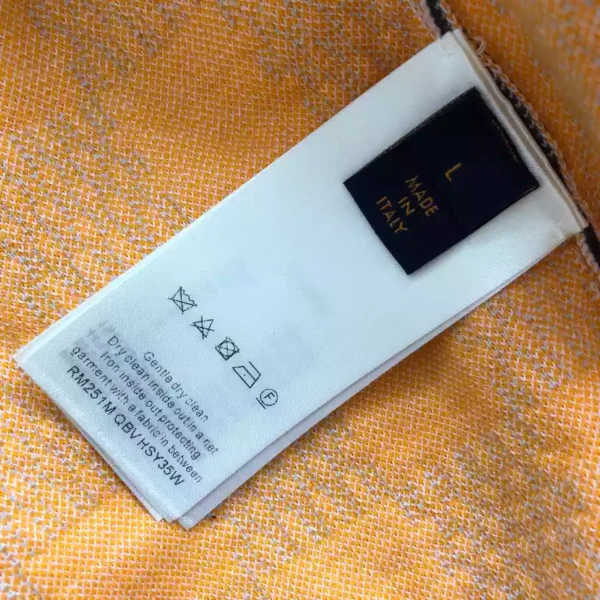 L
MADE
IN
ITALY
Gentle dry clean
Dry clean inside out in a net
Iron inside out protecting
garment with a fabric in between
RM251M QBV HSY35W